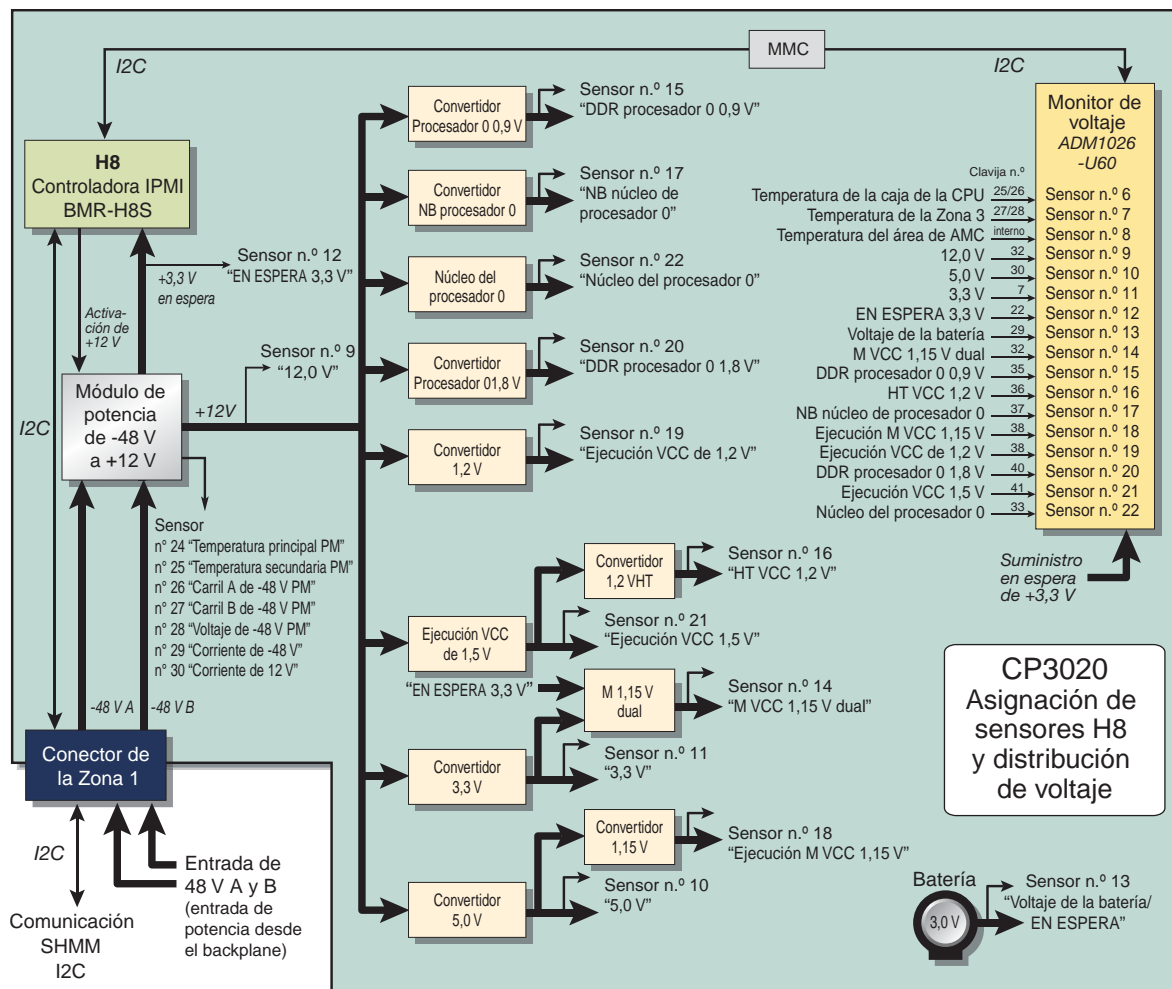 MMC
I2C
I2C
H8
Controladora IPMI
BMR-H8S
Activa-
ción de
+12 V
+3,3 V
en espera
Sensor n.º 12
“EN ESPERA 3,3 V”
Sensor n.º 9
“12,0 V”
Módulo de
potencia
de -48 V
a +12 V
+12V
I2C
Sensor
n° 24 “Temperatura principal PM”
n° 25 “Temperatura secundaria PM”
n° 26 “Carril A de -48 V PM”
n° 27 “Carril B de -48 V PM”
n° 28 “Voltaje de -48 V PM”
n° 29 “Corriente de -48 V”
n° 30 “Corriente de 12 V”
-48 V A
-48 V B
Conector de
la Zona 1
I2C
Entrada de
48 V A y B
(entrada de
potencia desde
el backplane)
Comunicación
SHMM
I2C
Convertidor
Procesador 0 0,9 V
Sensor n.º 15
“DDR procesador 0 0,9 V”
Convertidor
NB procesador 0
Sensor n.º 17
“NB núcleo de
procesador 0”
Núcleo del
procesador 0
Sensor n.º 22
“Núcleo del procesador 0”
Convertidor
Procesador 01,8 V
Sensor n.º 20
“DDR procesador 0 1,8 V”
Convertidor
1,2 V
Sensor n.º 19
“Ejecución VCC de 1,2 V”
Convertidor
1,2 VHT
Sensor n.º 16
“HT VCC 1,2 V”
Ejecución VCC
de 1,5 V
Sensor n.º 21
“Ejecución VCC 1,5 V”
“EN ESPERA 3,3 V”
M 1,15 V
dual
Sensor n.º 14
“M VCC 1,15 V dual”
Convertidor
3,3 V
Sensor n.º 11
“3,3 V”
Convertidor
1,15 V
Sensor n.º 18
“Ejecución M VCC 1,15 V”
Convertidor
5,0 V
Sensor n.º 10
“5,0 V”
Monitor de
voltaje
ADM1026
-U60
Clavija n.º
Temperatura de la caja de la CPU 25/26 Sensor n.º 6
Temperatura de la Zona 3 27/28 Sensor n.º 7
Temperatura del área de AMC interno Sensor n.º 8
12,0 V 32 Sensor n.º 9
5,0 V 30 Sensor n.º 10
3,3 V 7 Sensor n.º 11
EN ESPERA 3,3 V 22 Sensor n.º 12
Voltaje de la batería 29 Sensor n.º 13
M VCC 1,15 V dual 32 Sensor n.º 14
DDR procesador 0 0,9 V 35 Sensor n.º 15
HT VCC 1,2 V 36 Sensor n.º 16
NB núcleo de procesador 0 37 Sensor n.º 17
Ejecución M VCC 1,15 V 38 Sensor n.º 18
Ejecución VCC de 1,2 V 38 Sensor n.º 19
DDR procesador 0 1,8 V 40 Sensor n.º 20
Ejecución VCC 1,5 V 41 Sensor n.º 21
Núcleo del procesador 0 33 Sensor n.º 22
Suministro
en espera
de +3,3 V
CP3020
Asignación de
sensores H8
y distribución
de voltaje
Batería
3,0 V
Sensor n.º 13
“Voltaje de la batería/
EN ESPERA”